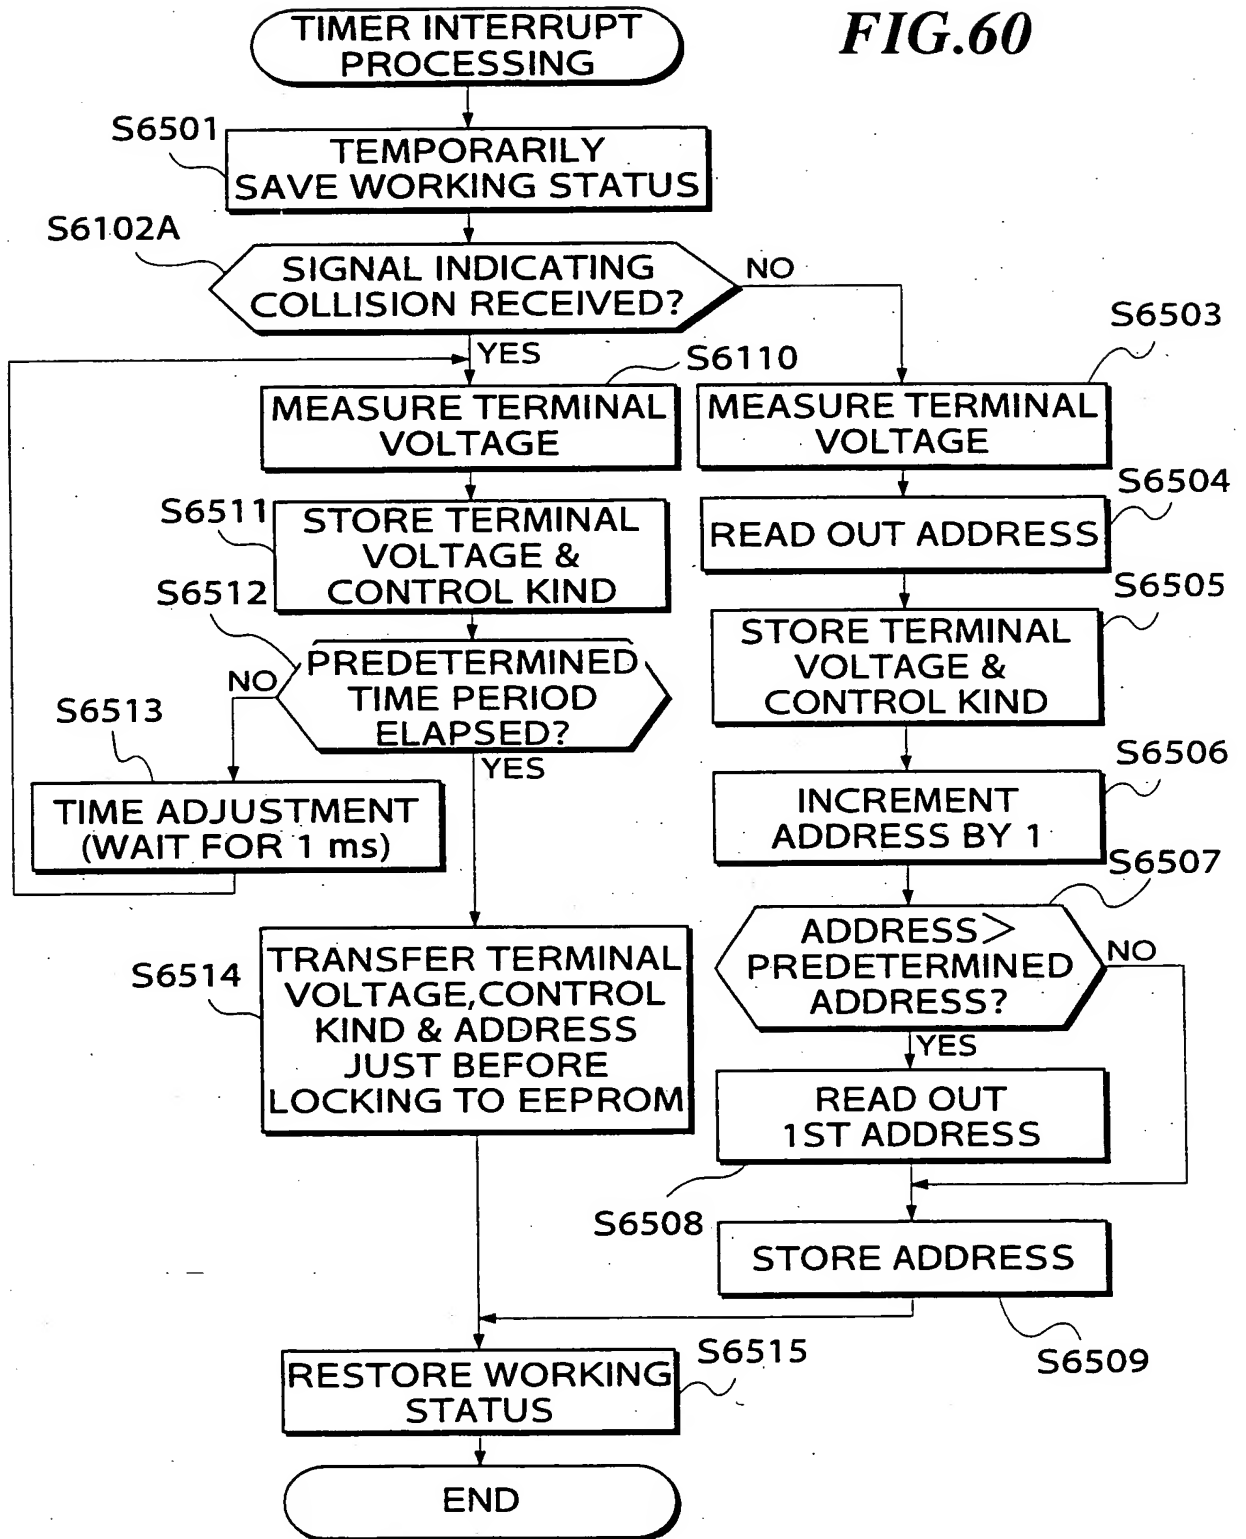 FIG.60
TIMER INTERRUPT
PROCESSING
S6501
TEMPORARILY
SAVE WORKING STATUS
S6102A
SIGNAL INDICATING
COLLISION RECEIVED?
NO
YES
S6110
MEASURE TERMINAL
VOLTAGE
S6503
MEASURE TERMINAL
VOLTAGE
S6511
STORE TERMINAL
VOLTAGE &
CONTROL KIND
S6504
READ OUT ADDRESS
S6512
PREDETERMINED
TIME PERIOD
ELAPSED?
NO
YES
S6505
STORE TERMINAL
VOLTAGE &
CONTROL KIND
S6513
TIME ADJUSTMENT
(WAIT FOR 1 ms)
S6506
INCREMENT
ADDRESS BY 1
S6507
ADDRESS>
PREDETERMINED
ADDRESS?
NO
YES
S6514
TRANSFER TERMINAL
VOLTAGE,CONTROL
KIND & ADDRESS
JUST BEFORE
LOCKING TO EEPROM
READ OUT
1ST ADDRESS
S6508
STORE ADDRESS
S6509
S6515
RESTORE WORKING
STATUS
END